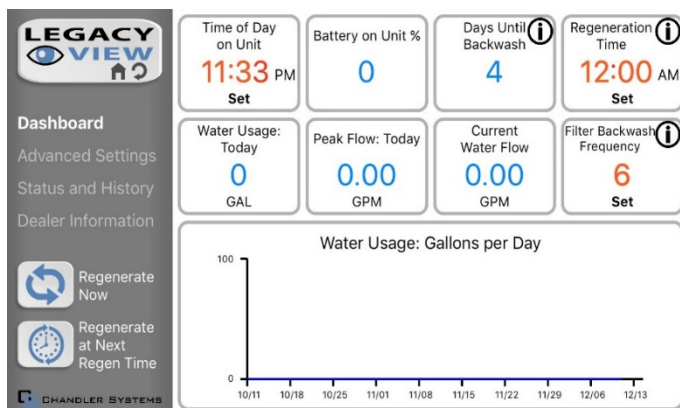 LEGACY
VIEW
Dashboard
Advanced Settings
Status and History
Dealer Information
Regenerate
Now
Regenerate
at Next
Regen Time
CHANDLER SYSTEMS
Time of Day
on Unit
11:33 PM
Set
Battery on Unit %
0
Days Until
Backwash
i
4
Regeneration
Time
i
12:00 AM
Set
Water Usage:
Today
0
GAL
Peak Flow: Today
0.00
GPM
Current
Water Flow
0.00
GPM
Filter Backwash
Frequency
i
6
Set
Water Usage: Gallons per Day
100
0
10/11 10/18 10/25 11/01 11/08 11/15 11/22 11/29 12/06 12/13